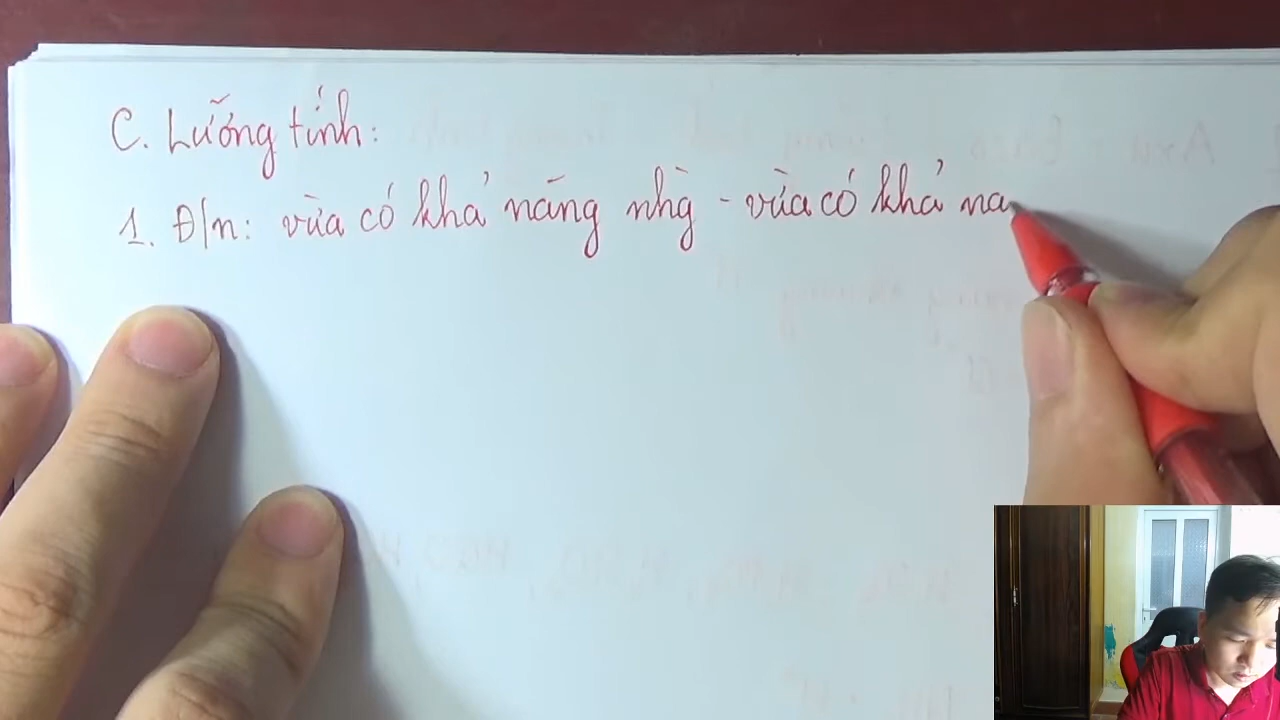 C. Lưỡng tính:
1. Đ/n: vừa có khả năng nhg - vừa có khả na